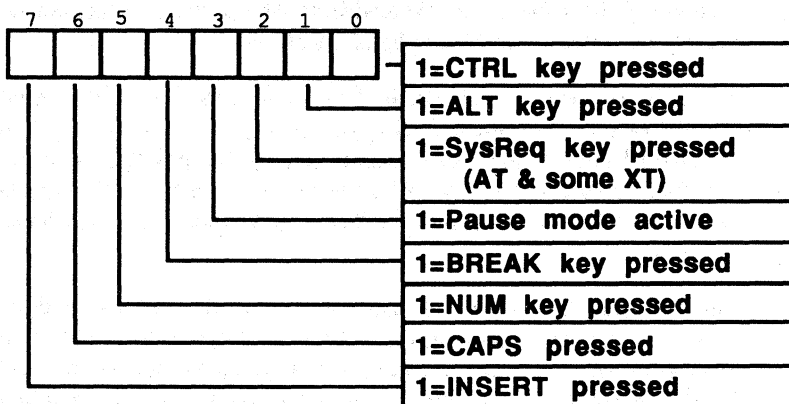 7 6 5 4 3 2 1 0
1=CTRL key pressed
1=ALT key pressed
1=SysReq key pressed
(AT & some XT)
1=Pause mode active
1=BREAK key pressed
1=NUM key pressed
1=CAPS pressed
1=INSERT pressed